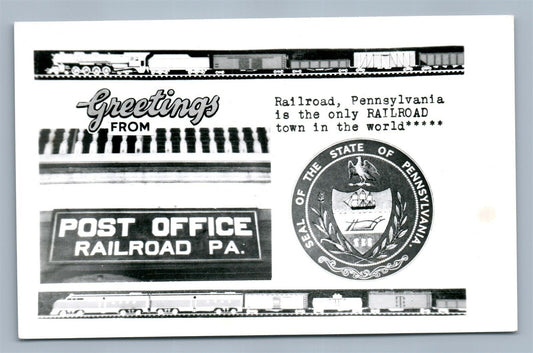 Greetings
FROM
Railroad, Pennsylvania
is the only RAILROAD
town in the world*****
POST OFFICE
RAILROAD PA.
SEAL OF THE STATE OF PENNSYLVANIA.